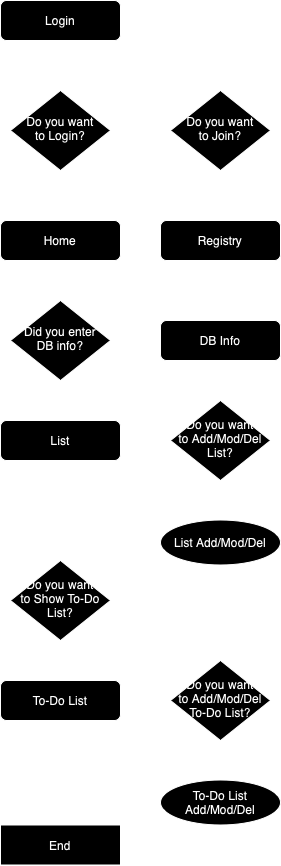 Login
Do you want
to Login?
Do you want
to Join?
Home
Registry
Did you enter
DB info?
DB Info
List
Do you want
to Add/Mod/Del
List?
List Add/Mod/Del
Do you want
to Show To-Do
List?
To-Do List
Do you want
to Add/Mod/Del
To-Do List?
To-Do List
Add/Mod/Del
End